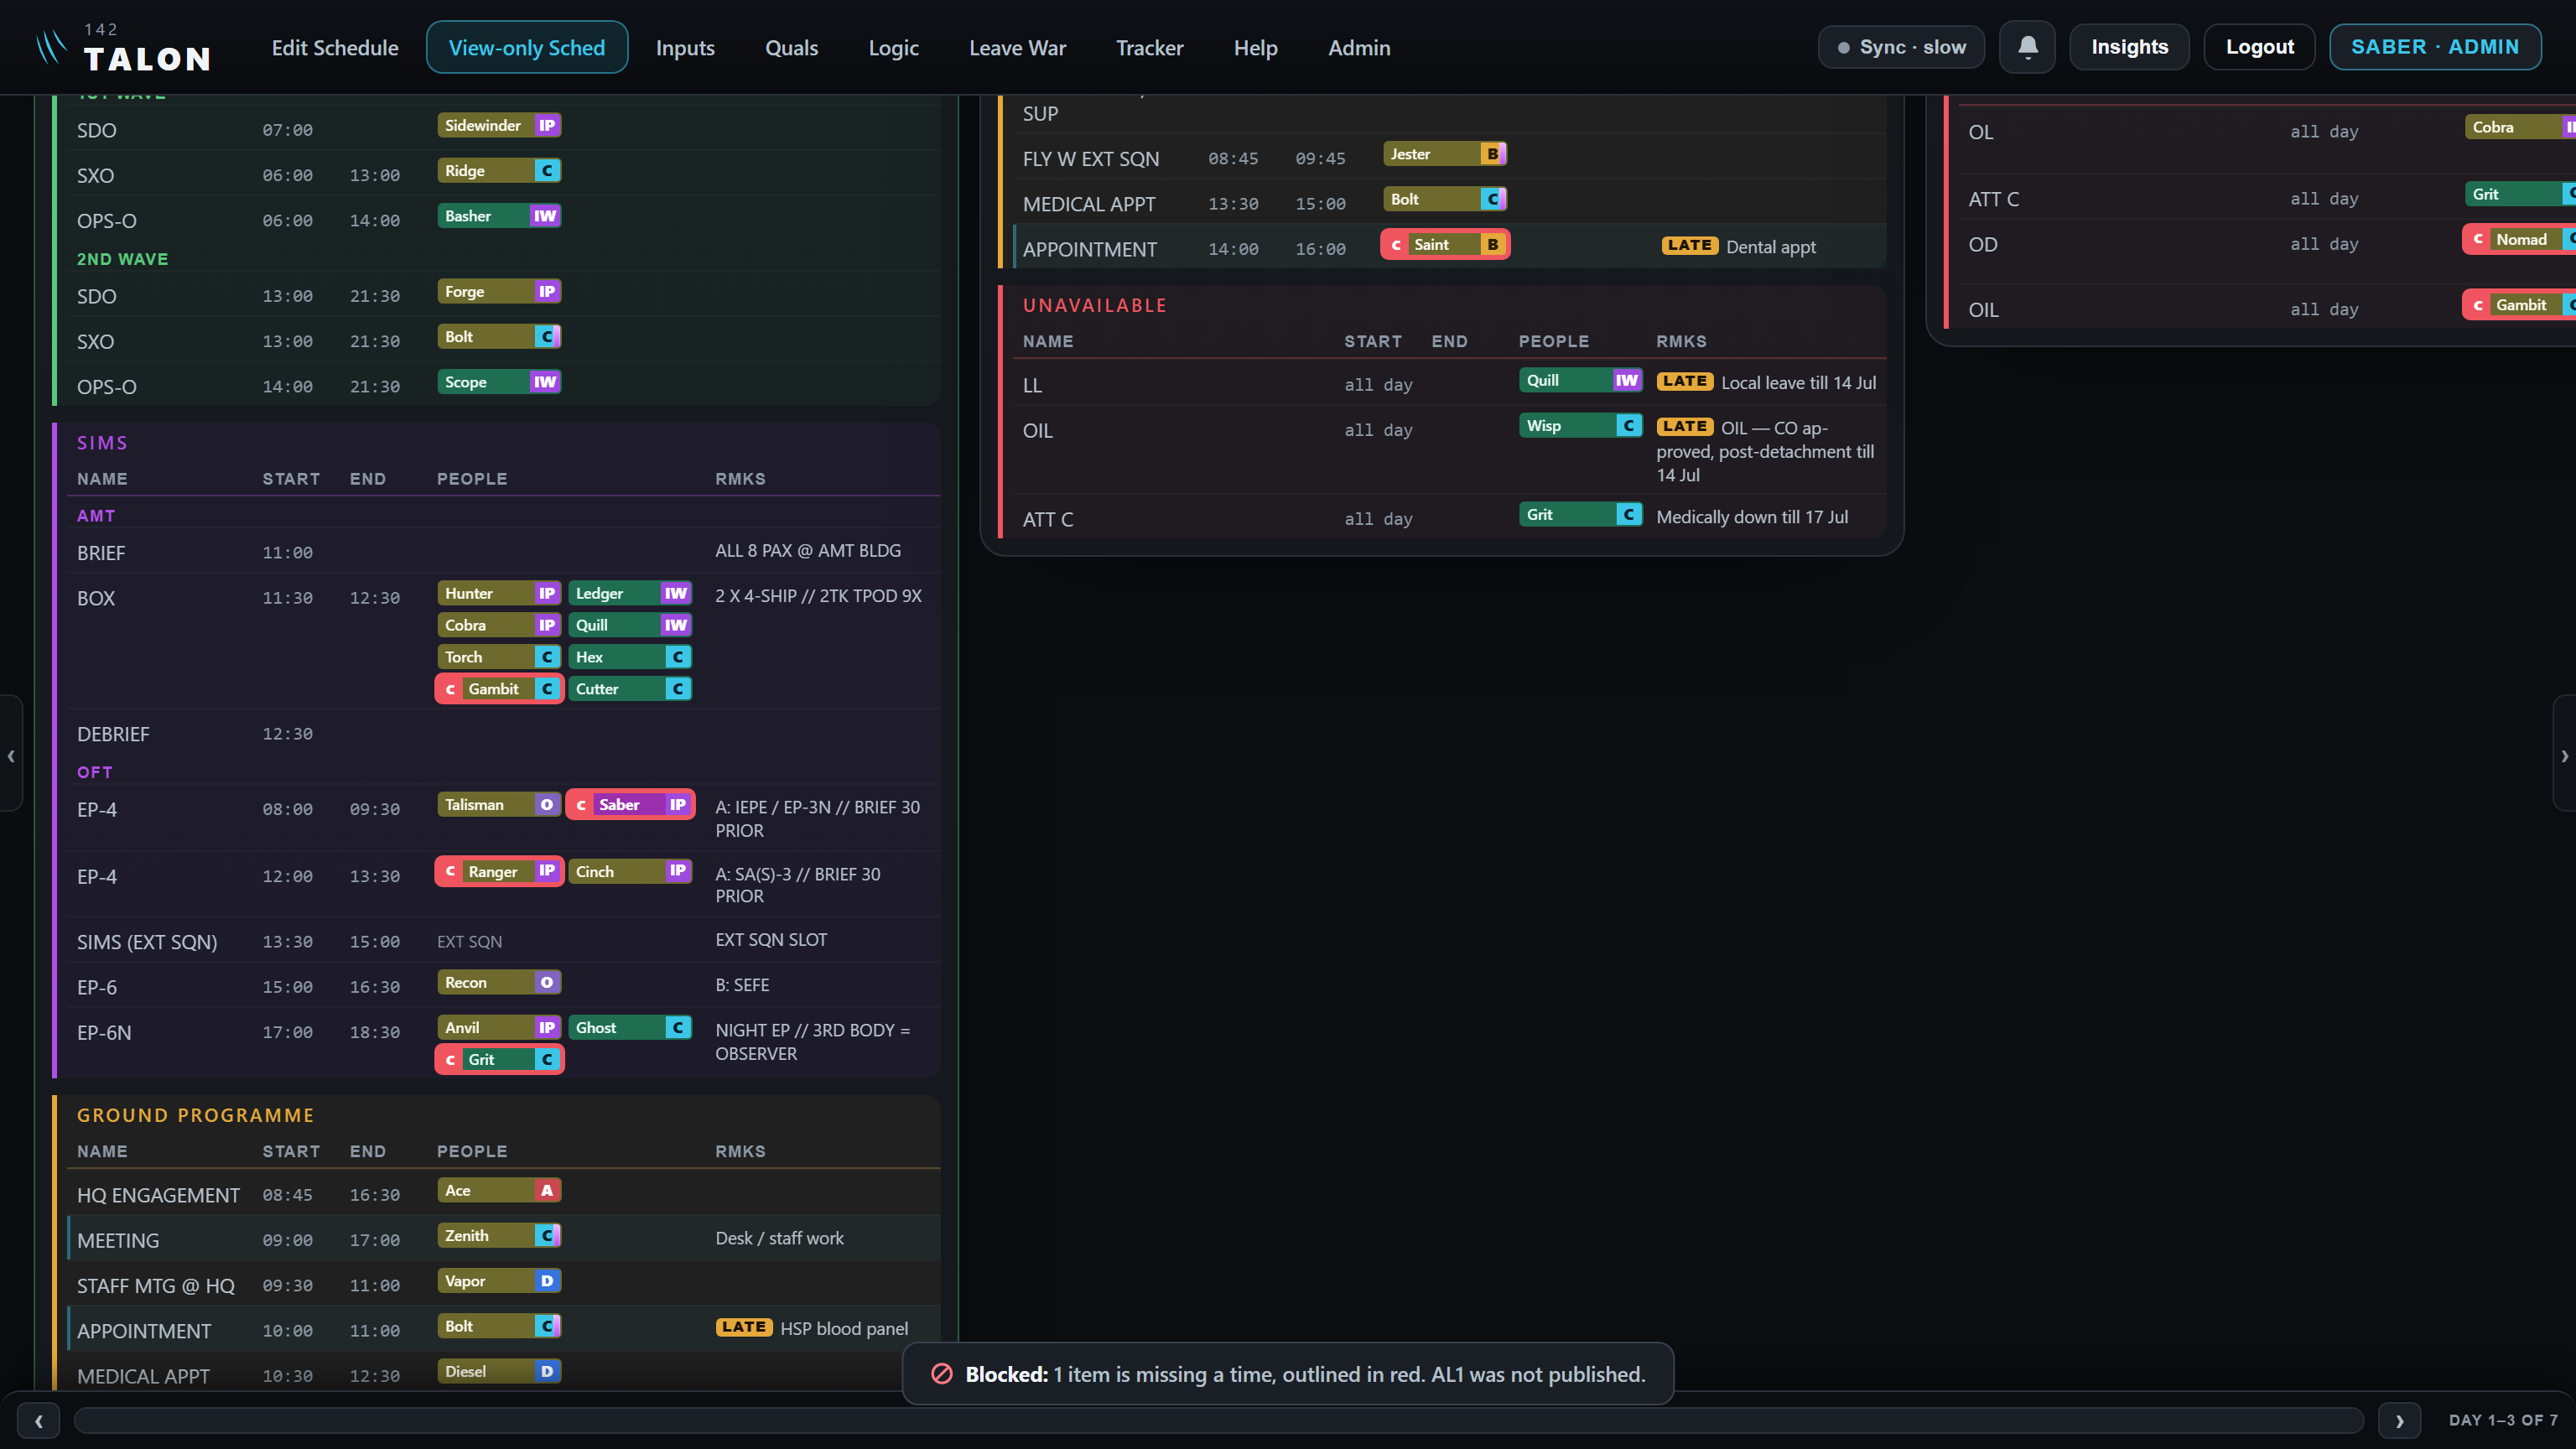 142
TALON
Edit Schedule
View-only Sched
Inputs
Quals
Logic
Leave War
Tracker
Help
Admin
Sync · slow
Insights
Logout
SABER · ADMIN
1ST WAVE
SDO 07:00 Sidewinder IP
SXO 06:00 13:00 Ridge C
OPS-O 06:00 14:00 Basher IW
2ND WAVE
SDO 13:00 21:30 Forge IP
SXO 13:00 21:30 Bolt C
OPS-O 14:00 21:30 Scope IW
SIMS
NAME START END PEOPLE RMKS
AMT
BRIEF 11:00 ALL 8 PAX @ AMT BLDG
BOX 11:30 12:30 Hunter IP Ledger IW 2 X 4-SHIP // 2TK TPOD 9X
Cobra IP Quill IW
Torch C Hex C
c Gambit C Cutter C
DEBRIEF 12:30
OFT
EP-4 08:00 09:30 Talisman O c Saber IP A: IEPE / EP-3N // BRIEF 30
PRIOR
EP-4 12:00 13:30 c Ranger IP Cinch IP A: SA(S)-3 // BRIEF 30
PRIOR
SIMS (EXT SQN) 13:30 15:00 EXT SQN EXT SQN SLOT
EP-6 15:00 16:30 Recon O B: SEFE
EP-6N 17:00 18:30 Anvil IP Ghost C NIGHT EP // 3RD BODY =
c Grit C OBSERVER
GROUND PROGRAMME
NAME START END PEOPLE RMKS
HQ ENGAGEMENT 08:45 16:30 Ace A
MEETING 09:00 17:00 Zenith C Desk / staff work
STAFF MTG @ HQ 09:30 11:00 Vapor D
APPOINTMENT 10:00 11:00 Bolt C LATE HSP blood panel
MEDICAL APPT 10:30 12:30 Diesel D
SUP
FLY W EXT SQN 08:45 09:45 Jester B
MEDICAL APPT 13:30 15:00 Bolt C
APPOINTMENT 14:00 16:00 c Saint B LATE Dental appt
UNAVAILABLE
NAME START END PEOPLE RMKS
LL all day Quill IW LATE Local leave till 14 Jul
OIL all day Wisp C LATE OIL — CO ap-
proved, post-detachment till
14 Jul
ATT C all day Grit C Medically down till 17 Jul
OL all day Cobra
ATT C all day Grit
OD all day c Nomad
OIL all day c Gambit
Blocked: 1 item is missing a time, outlined in red. AL1 was not published.
DAY 1–3 OF 7